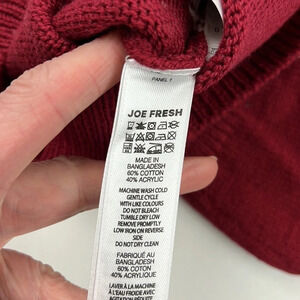 PANEL 1
JOE FRESH
MADE IN
BANGLADESH
60% COTTON
40% ACRYLIC
MACHINE WASH COLD
GENTLE CYCLE
WITH LIKE COLOURS
DO NOT BLEACH
TUMBLE DRY LOW
REMOVE PROMPTLY
LOW IRON ON REVERSE
SIDE
DO NOT DRY CLEAN
FABRIQUÉ AU
BANGLADESH
60% COTON
40% ACRYLIQUE
LAVER À LA MACHINE
À L'EAU FROIDE AVEC
AGITATION RÉDUITE